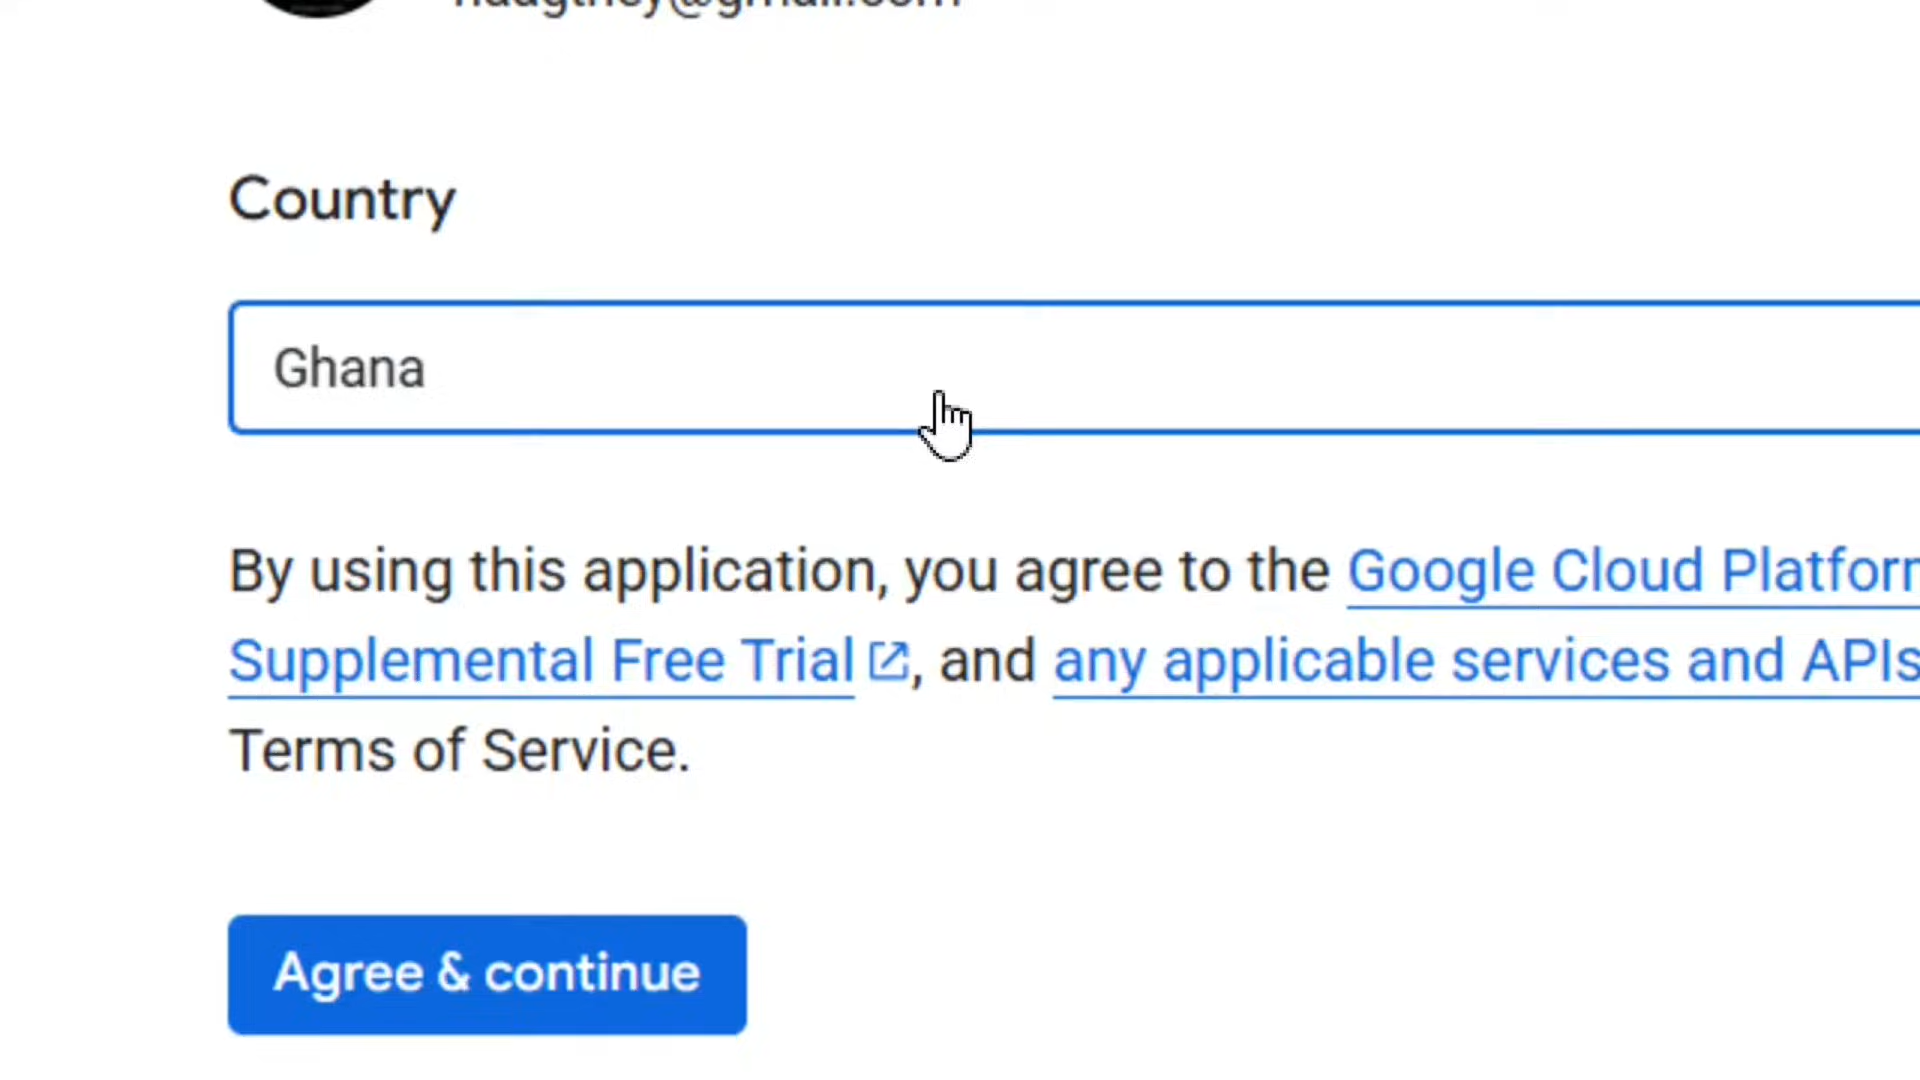 Country
Ghana
By using this application, you agree to the Google Cloud
Supplemental Free Trial, and any applicable services and APIs
Terms of Service.
Agree & continue